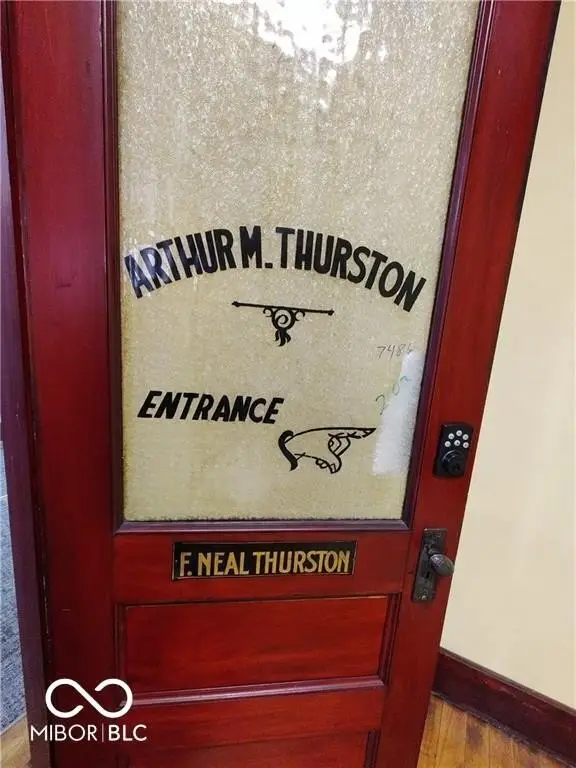 ARTHUR M. THURSTON
7486
ENTRANCE
F. NEAL THURSTON
MIBOR|BLC